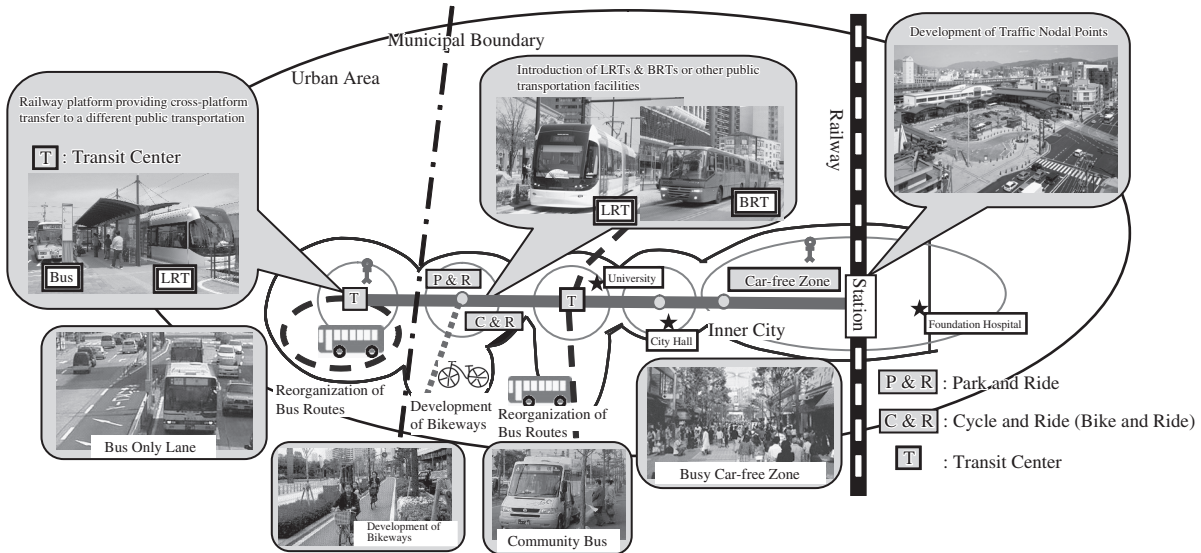 Municipal Boundary
Urban Area
Railway platform providing cross-platform
transfer to a different public transportation
T : Transit Center
Bus
LRT
Introduction of LRTs & BRTs or other public
transportation facilities
LRT
BRT
Railway
Development of Traffic Nodal Points
T
P & R
C & R
T
University
City Hall
Car-free Zone
Inner City
Station
Foundation Hospital
Reorganization of
Bus Routes
Development
of Bikeways
Reorganization of
Bus Routes
Bus Only Lane
Development of
Bikeways
Community Bus
Busy Car-free Zone
P & R : Park and Ride
C & R : Cycle and Ride (Bike and Ride)
T : Transit Center